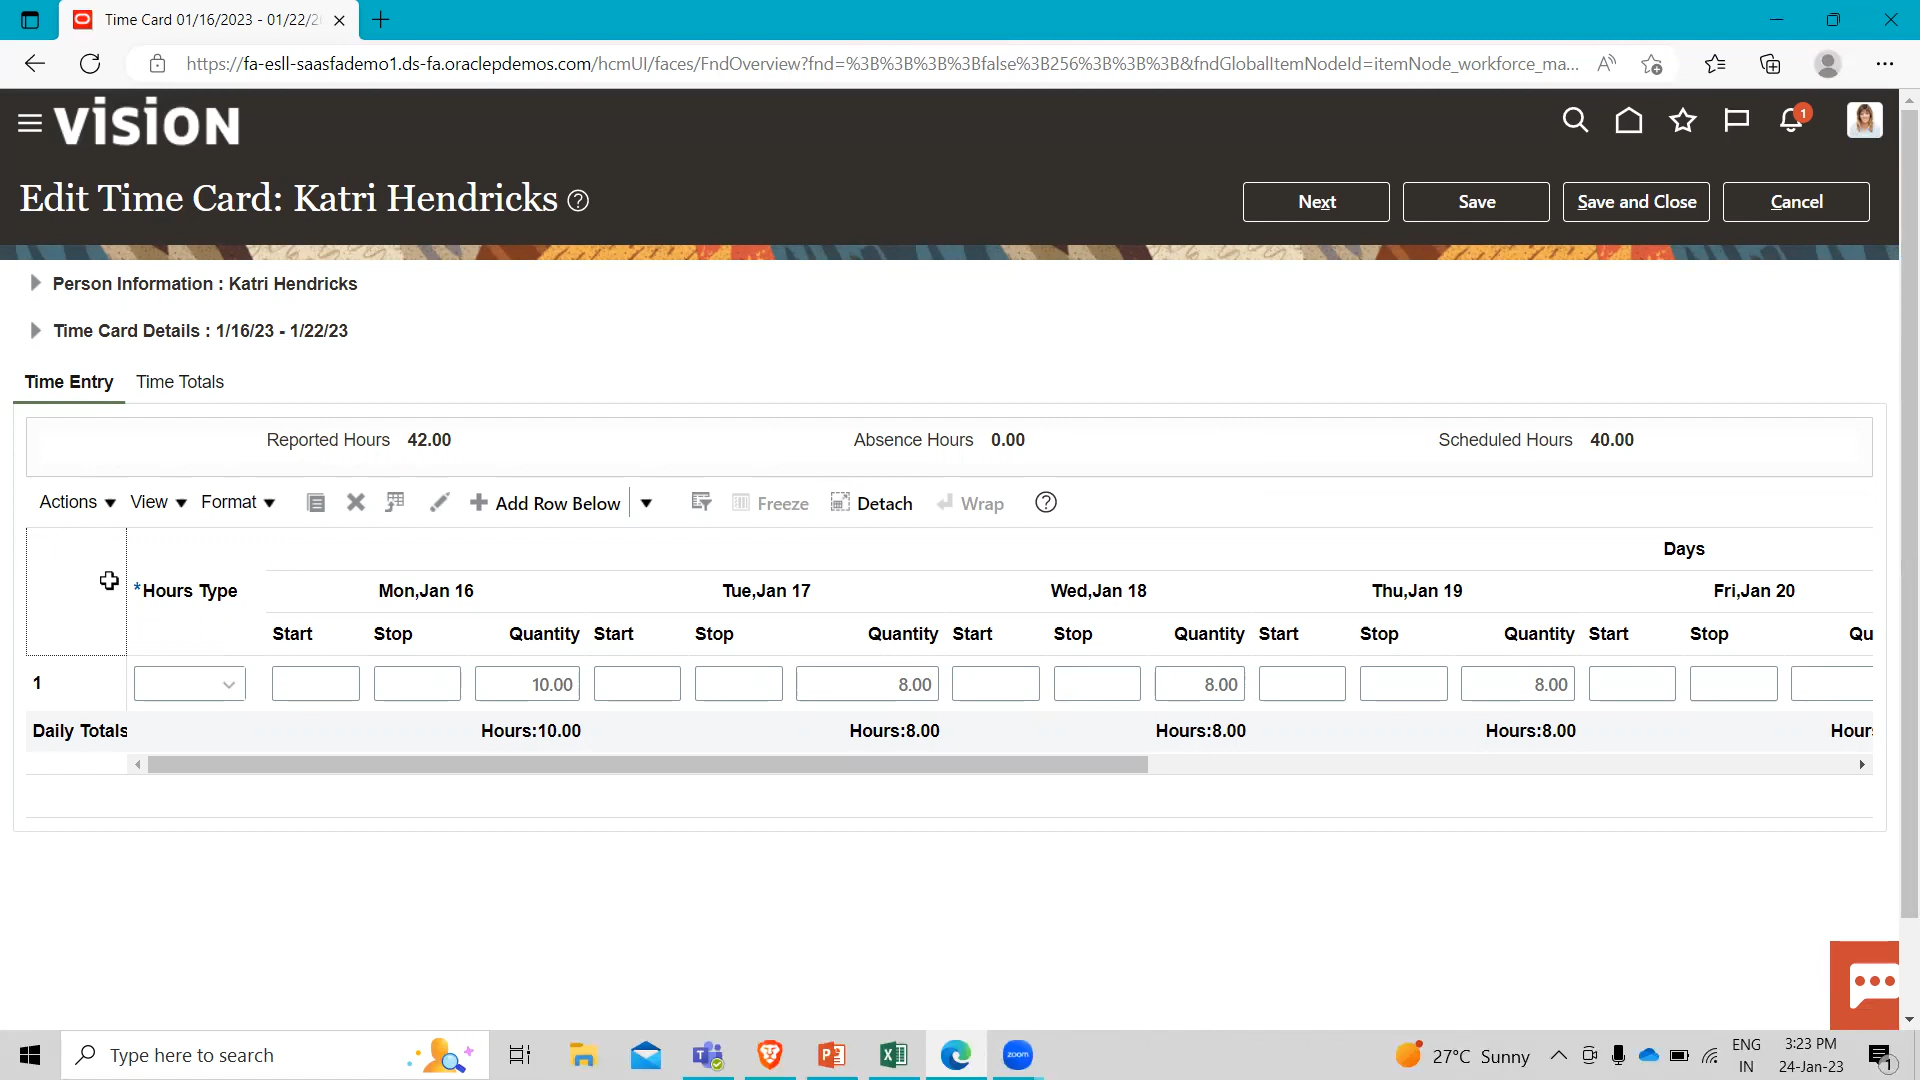 Time Card 01/16/2023 - 01/22/2
https://fa-esll-saasfademo1.ds-fa.oraclepdemos.com/hcmUI/faces/FndOverview?fnd=%3B%3B%3B%3Bfalse%3B256%3B%3B%3B&fndGlobalItemNodeId=itemNode_workforce_ma...
vision
1
Edit Time Card: Katri Hendricks
Next
Save
Save and Close
Cancel
Person Information : Katri Hendricks
Time Card Details : 1/16/23 - 1/22/23
Time Entry Time Totals
Reported Hours 42.00 Absence Hours 0.00 Scheduled Hours 40.00
Actions View Format Add Row Below Freeze Detach Wrap
Days
*Hours Type Mon,Jan 16 Tue,Jan 17 Wed,Jan 18 Thu,Jan 19 Fri,Jan 20
Start Stop Quantity Start Stop Quantity Start Stop Quantity Start Stop Quantity Start Stop Qu
1 10.00 8.00 8.00 8.00
Daily Totals Hours:10.00 Hours:8.00 Hours:8.00 Hours:8.00 Hour
Type here to search
zoom
27°C Sunny
ENG
IN
3:23 PM
24-Jan-23
1